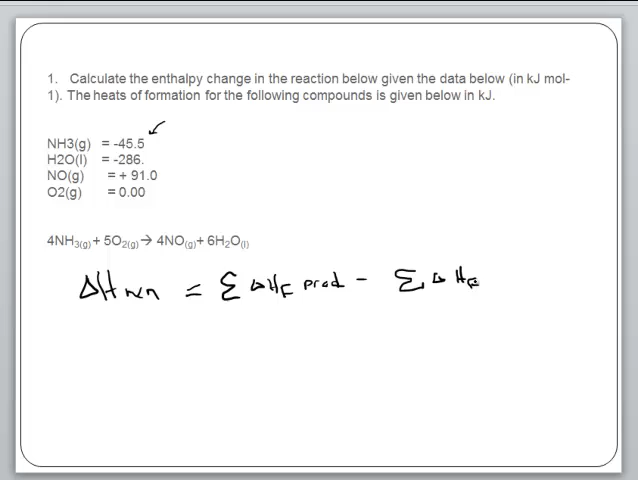 1. Calculate the enthalpy change in the reaction below given the data below (in kJ mol-
1). The heats of formation for the following compounds is given below in kJ.
NH3(g) = -45.5
H2O(l) = -286.
NO(g) = + 91.0
O2(g) = 0.00
4NH3(g) + 5O2(g) → 4NO(g) + 6H2O(l)
ΔH rxn = Σ ΔHF prod - Σ ΔHF